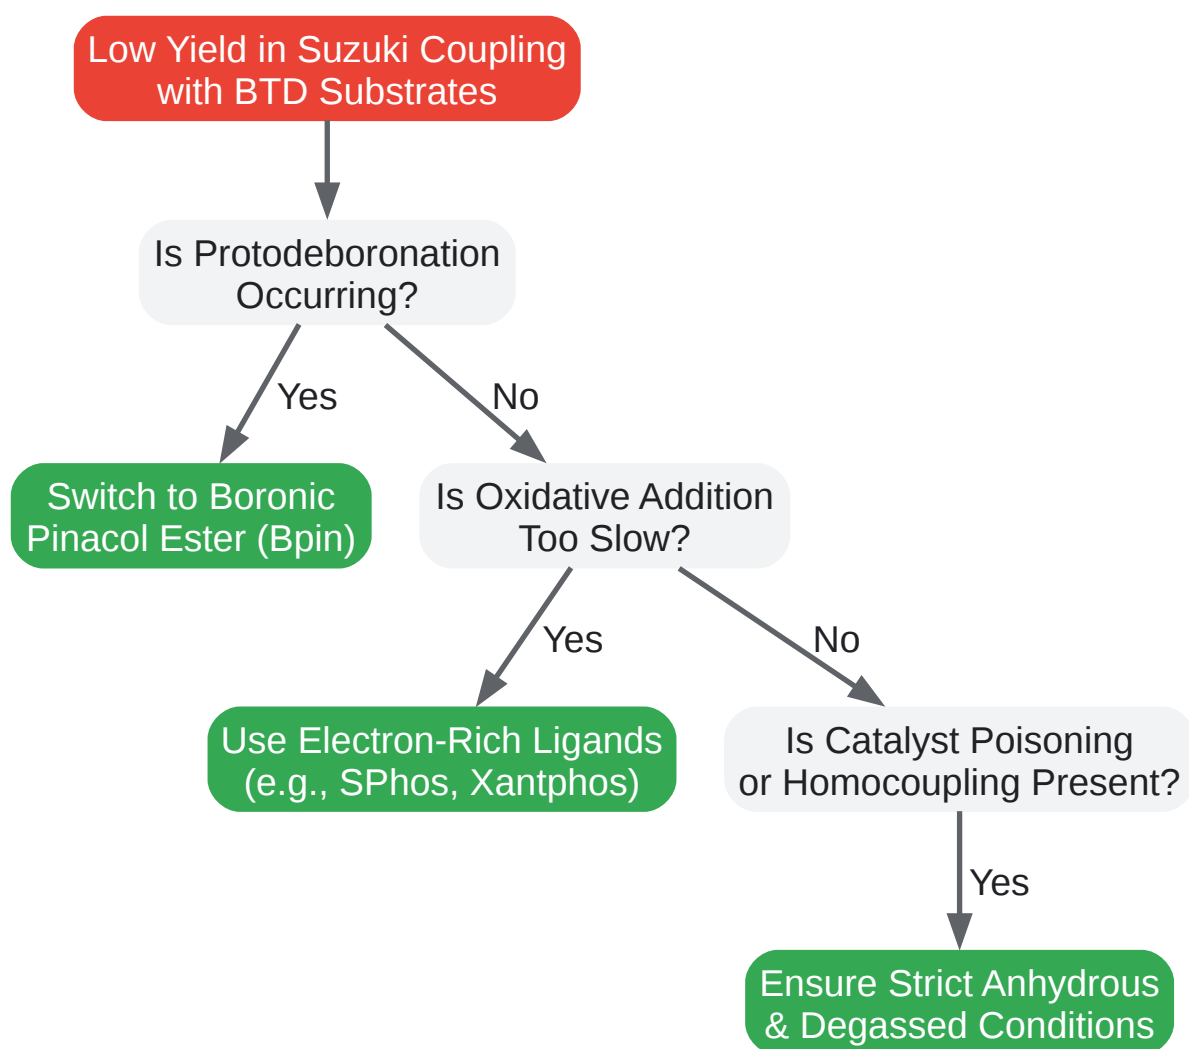 Low Yield in Suzuki Coupling
with BTD Substrates
Is Protodeboronation
Occurring?
Yes
No
Switch to Boronic
Pinacol Ester (Bpin)
Is Oxidative Addition
Too Slow?
Yes
No
Use Electron-Rich Ligands
(e.g., SPhos, Xantphos)
Is Catalyst Poisoning
or Homocoupling Present?
Yes
Ensure Strict Anhydrous
& Degassed Conditions